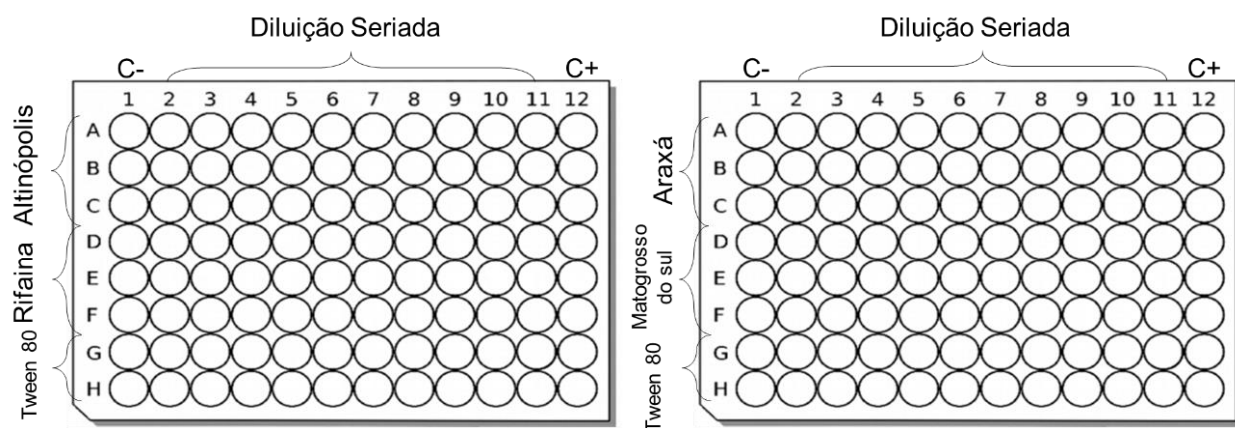 Diluição Seriada
C-
C+
1 2 3 4 5 6 7 8 9 10 11 12
A
B
C
D
E
F
G
H
Altinópolis
Rifaina
Tween 80
Diluição Seriada
C-
C+
1 2 3 4 5 6 7 8 9 10 11 12
A
B
C
D
E
F
G
H
Araxá
Matogrosso
do sul
Tween 80